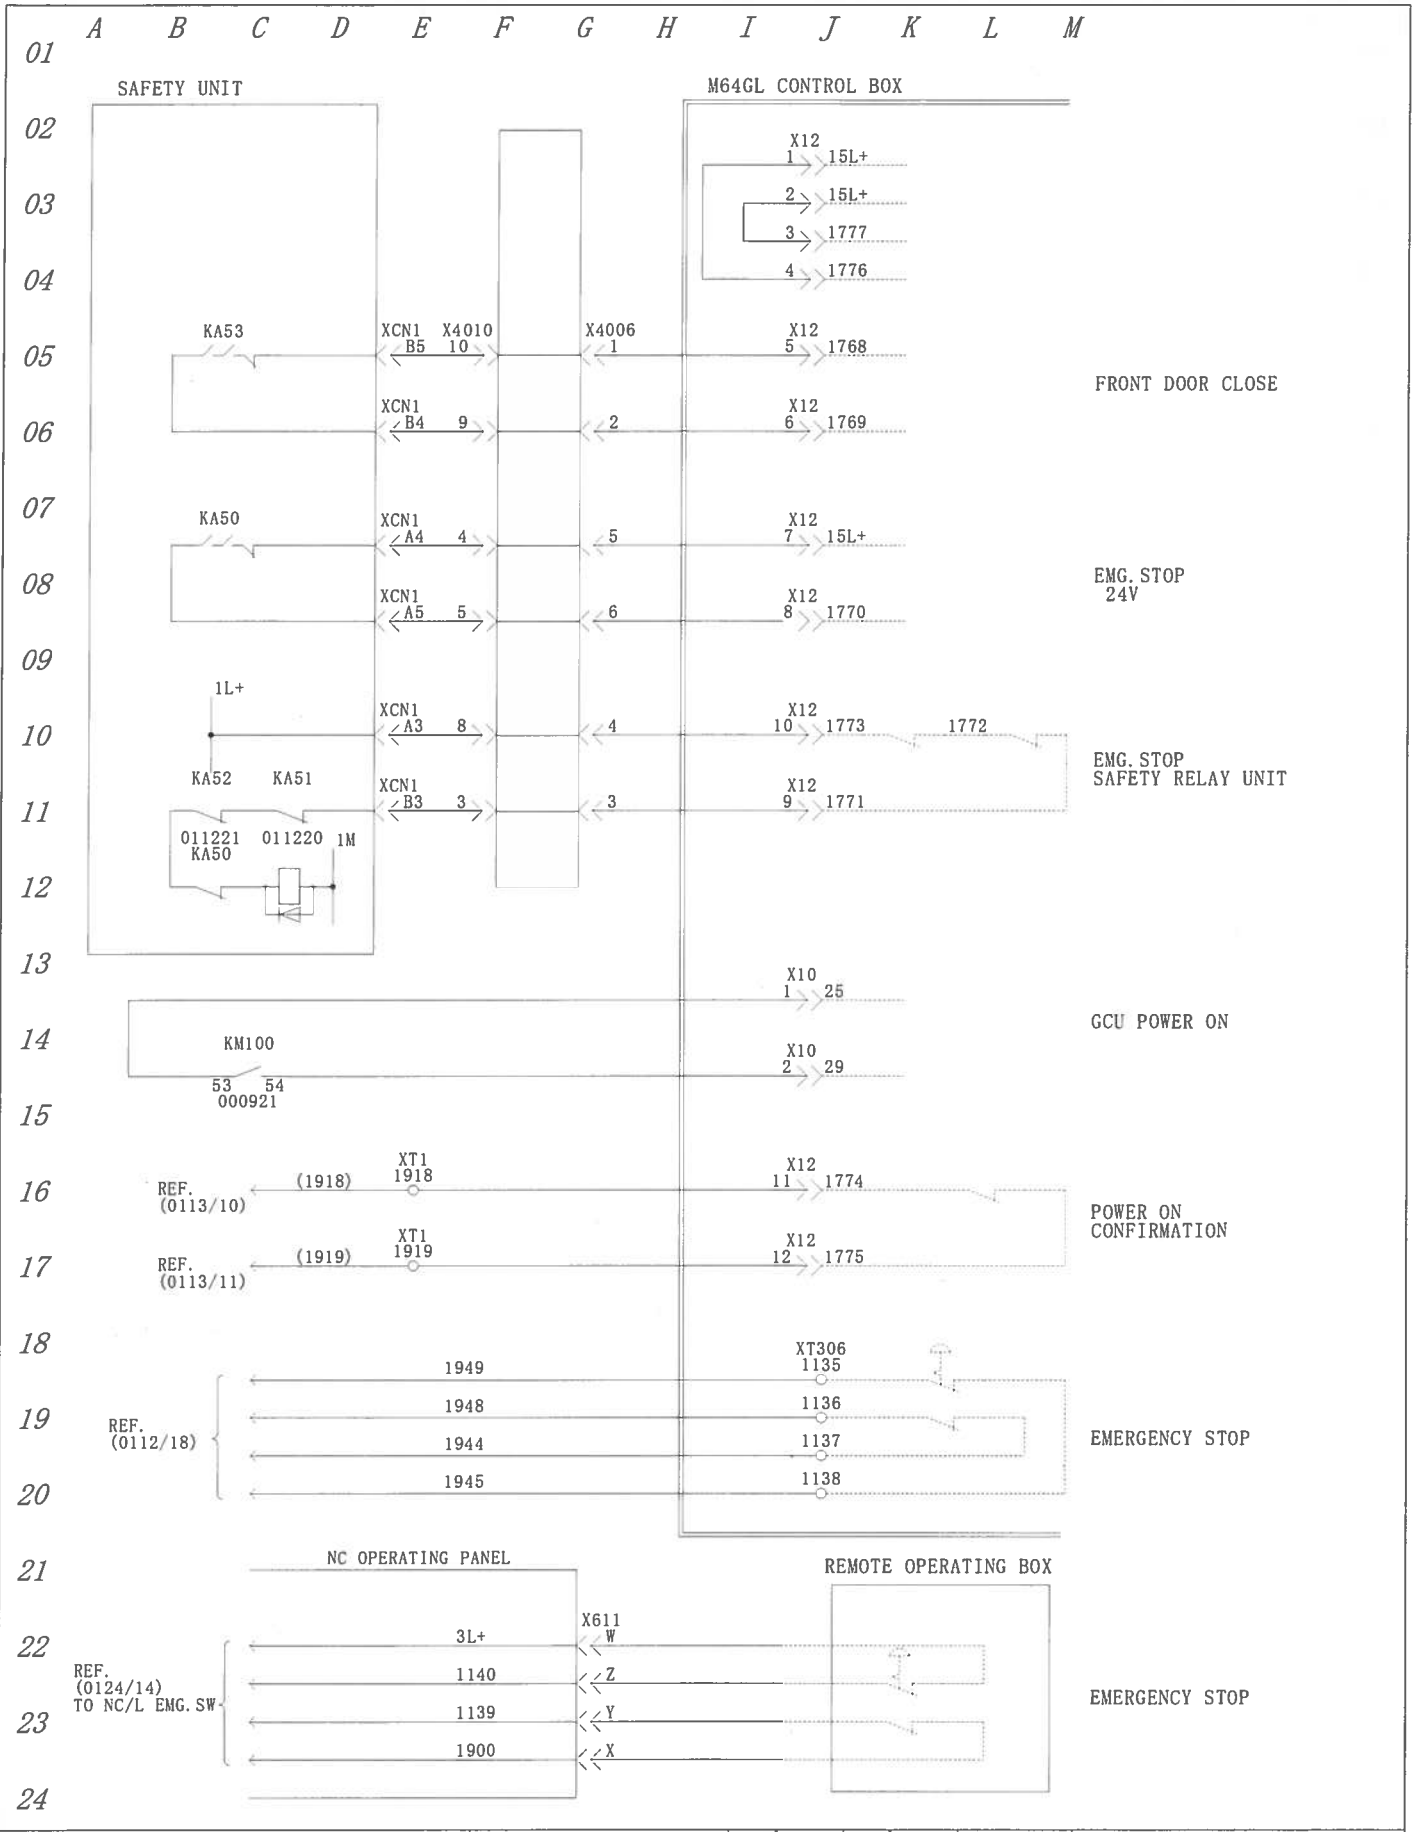 A B C D E F G H I J K L M
01
SAFETY UNIT
M64GL CONTROL BOX
02
X12
1 15L+
03
2 15L+
3 1777
04
4 1776
KA53
XCN1 X4010 X4006 X12
05
B5 10 1 5 1768
FRONT DOOR CLOSE
XCN1 X12
06
B4 9 2 6 1769
07
KA50
XCN1 X12
A4 4 5 7 15L+
08
EMG. STOP
24V
XCN1 X12
A5 5 6 8 1770
09
1L+
XCN1 X12
10
A3 8 4 10 1773 1772
EMG. STOP
SAFETY RELAY UNIT
KA52 KA51
XCN1 X12
11
B3 3 3 9 1771
011221 011220 1M
KA50
12
13
X10
1 25
14
GCU POWER ON
KM100
X10
2 29
53 54
000921
15
XT1 X12
16
REF.
(0113/10)
(1918) 1918 11 1774
POWER ON
CONFIRMATION
XT1 X12
17
REF.
(0113/11)
(1919) 1919 12 1775
18
XT306
1949 1135
19
1948 1136
REF.
(0112/18)
EMERGENCY STOP
1944 1137
20
1945 1138
21
NC OPERATING PANEL
REMOTE OPERATING BOX
X611
22
3L+ W
REF.
(0124/14)
TO NC/L EMG. SW
1140 Z
EMERGENCY STOP
23
1139 Y
1900 X
24